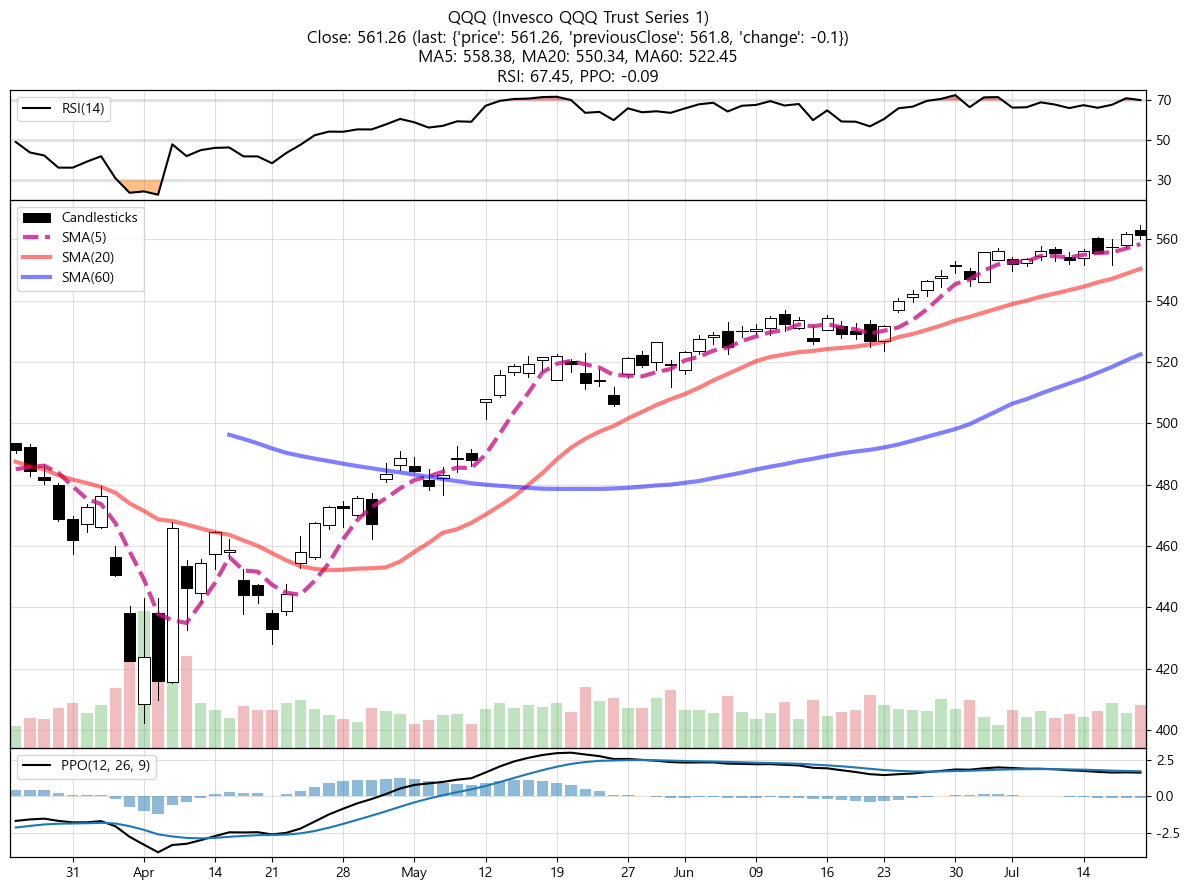 QQQ (Invesco QQQ Trust Series 1)
Close: 561.26 (last: {'price': 561.26, 'previousClose': 561.8, 'change': -0.1})
MA5: 558.38, MA20: 550.34, MA60: 522.45
RSI: 67.45, PPO: -0.09
RSI(14)
70
50
30
Candlesticks
SMA(5)
SMA(20)
SMA(60)
560
540
520
500
480
460
440
420
400
PPO(12, 26, 9)
2.5
0.0
-2.5
31 Apr 14 21 28 May 12 19 27 Jun 09 16 23 30 Jul 14